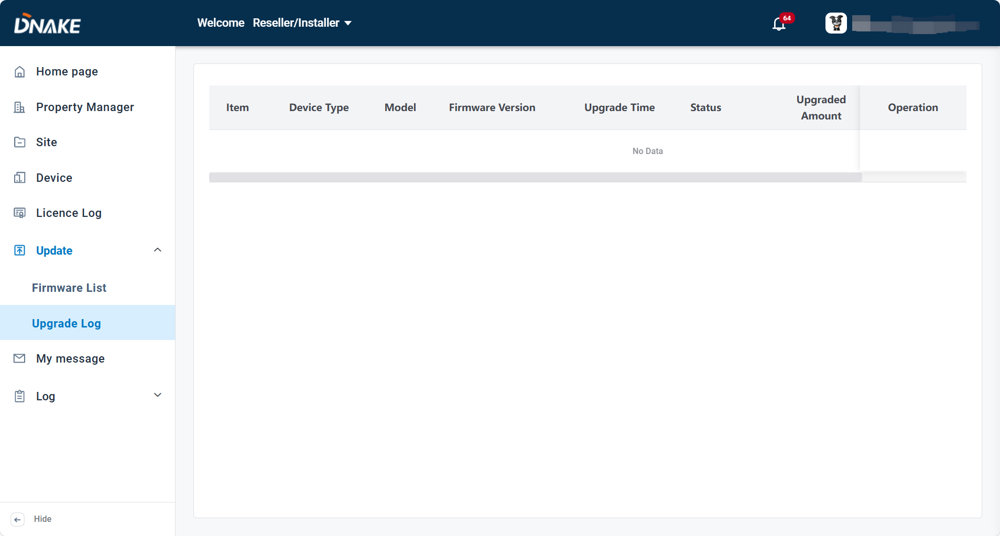 DNAKE
Welcome Reseller/Installer
64
Home page
Property Manager
Site
Device
Licence Log
Update
Firmware List
Upgrade Log
My message
Log
Hide
Item Device Type Model Firmware Version Upgrade Time Status Upgraded Amount Operation
No Data